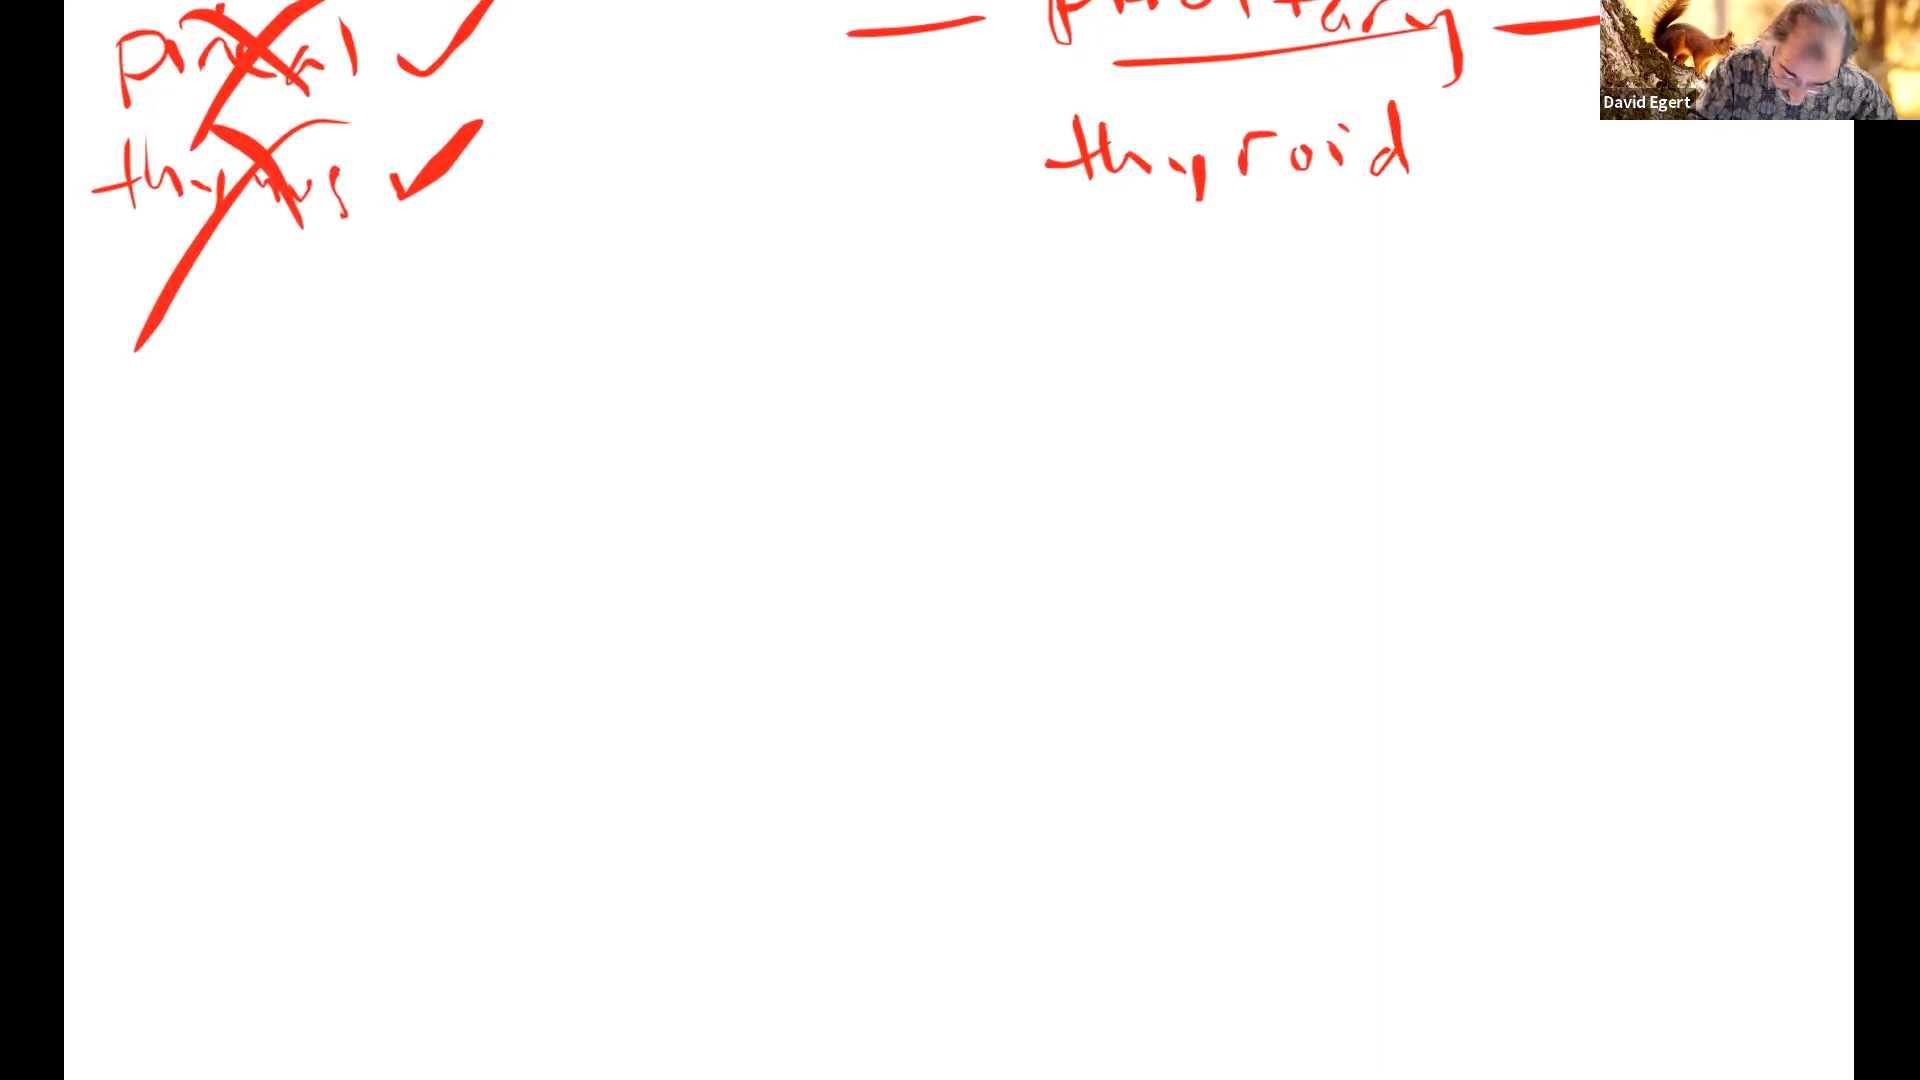 pineal ✓
thymus ✓
— pituitary —
thyroid
David Egert